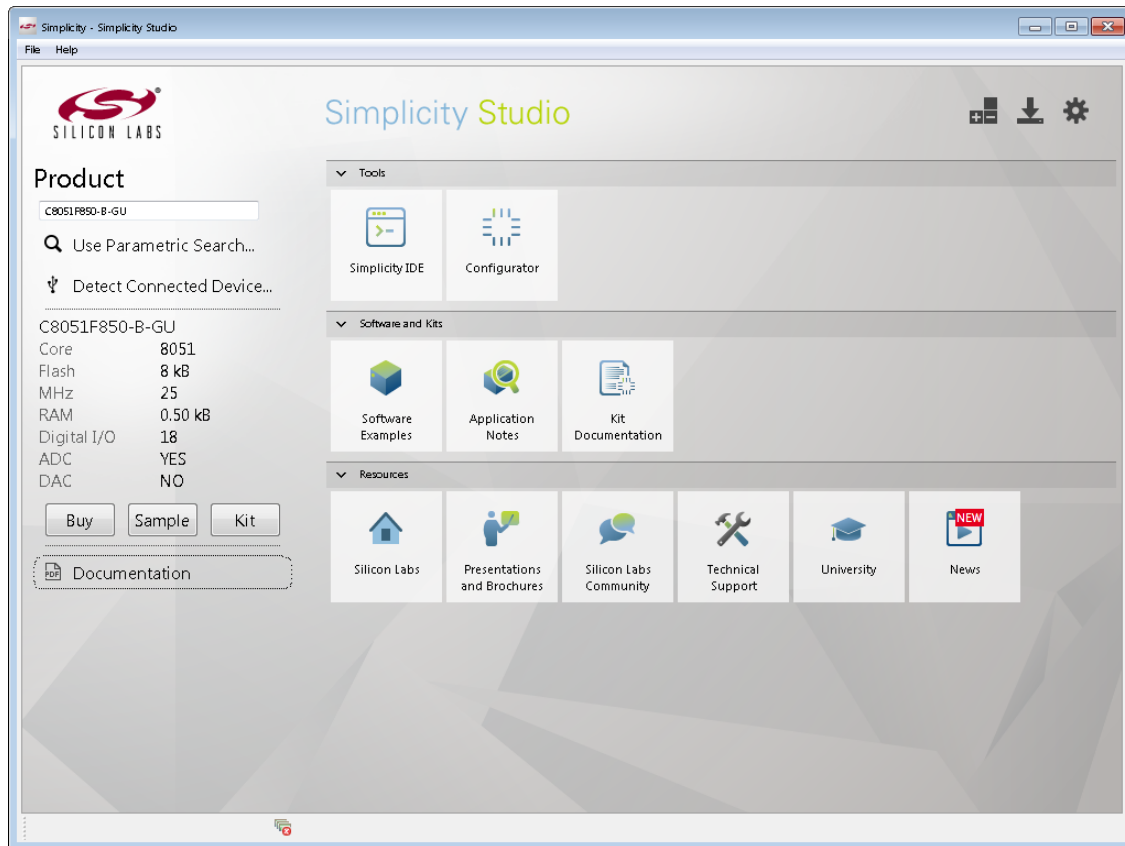 Simplicity - Simplicity Studio
File Help
SILICON LABS
Simplicity Studio
Product
C8051F850-B-GU
Use Parametric Search...
Detect Connected Device...
C8051F850-B-GU
Core 8051
Flash 8 kB
MHz 25
RAM 0.50 kB
Digital I/O 18
ADC YES
DAC NO
Buy Sample Kit
PDF Documentation
Tools
Simplicity IDE Configurator
Software and Kits
Software Examples
Application Notes
Kit Documentation
Resources
Silicon Labs
Presentations and Brochures
Silicon Labs Community
Technical Support
University
NEW
News